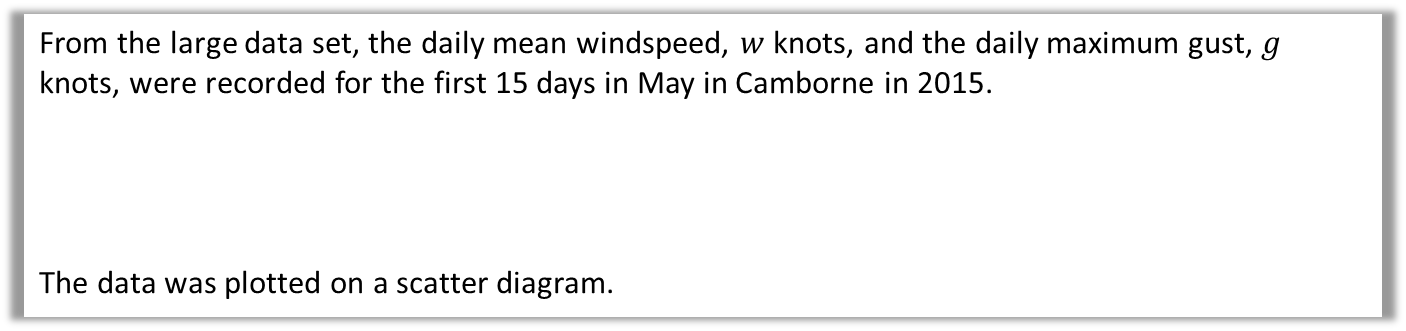 From the large data set, the daily mean windspeed, w knots, and the daily maximum gust, g
knots, were recorded for the first 15 days in May in Camborne in 2015.
The data was plotted on a scatter diagram.